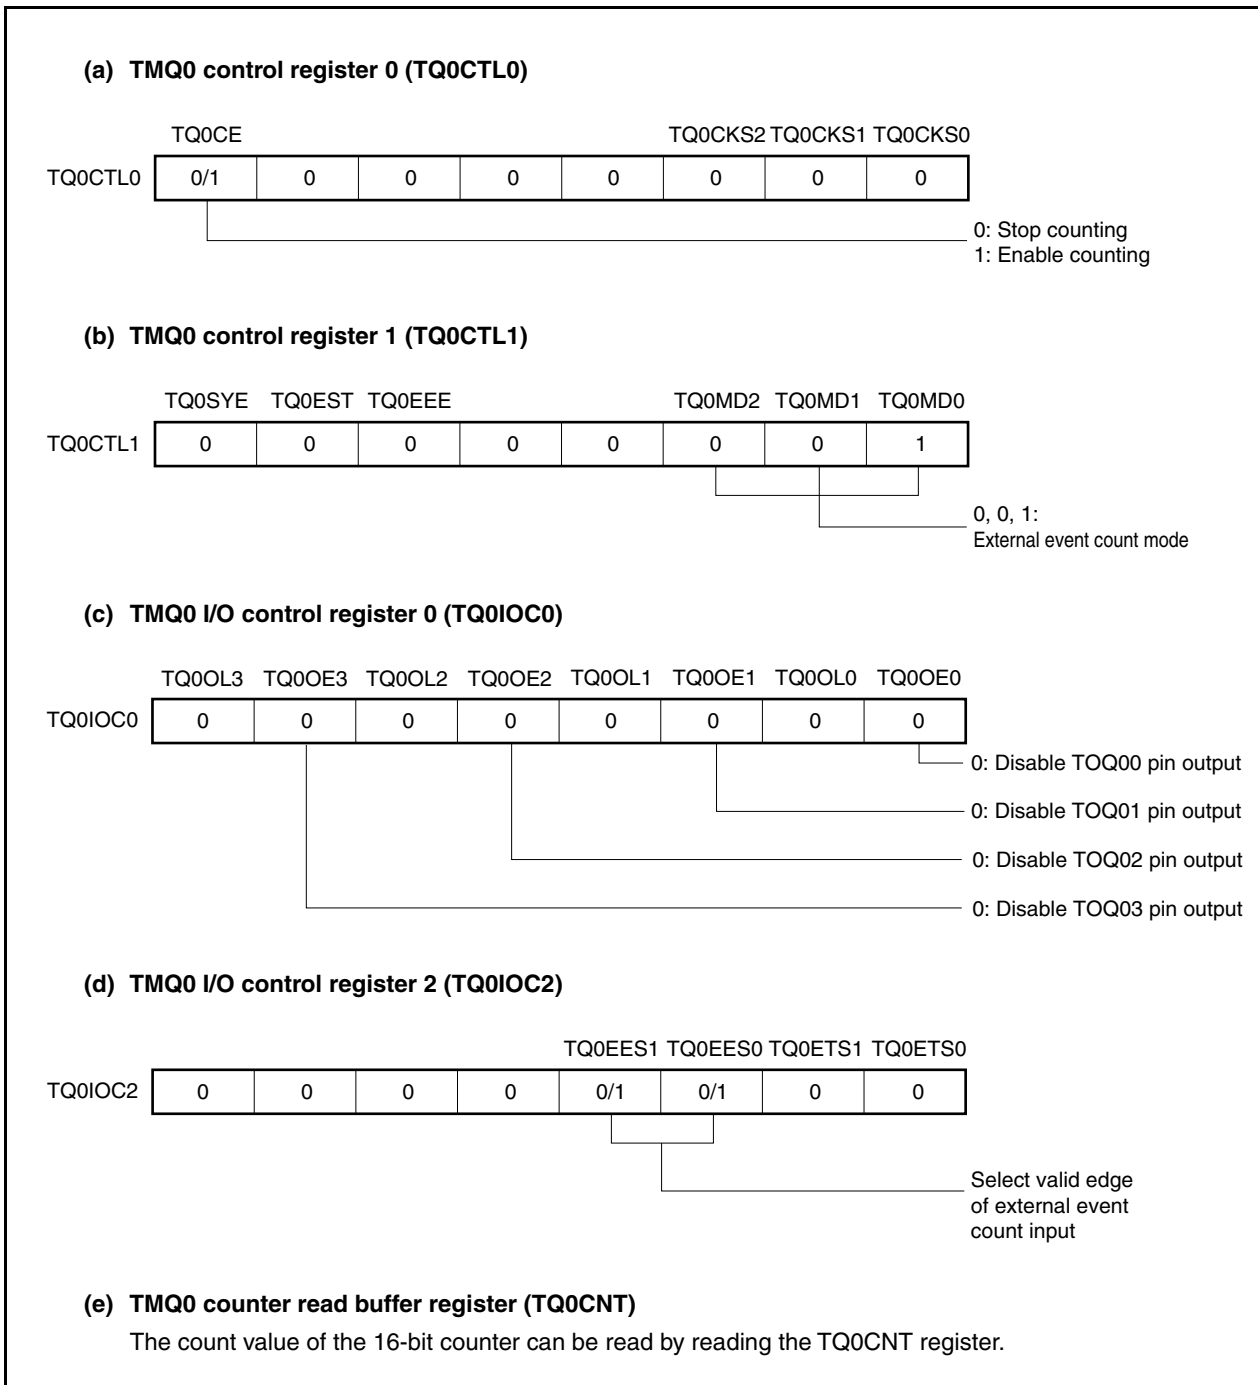 (a) TMQ0 control register 0 (TQ0CTL0)
TQ0CE TQ0CKS2 TQ0CKS1 TQ0CKS0
TQ0CTL0 0/1 0 0 0 0 0 0 0
0: Stop counting
1: Enable counting
(b) TMQ0 control register 1 (TQ0CTL1)
TQ0SYE TQ0EST TQ0EEE TQ0MD2 TQ0MD1 TQ0MD0
TQ0CTL1 0 0 0 0 0 0 0 1
0, 0, 1:
External event count mode
(c) TMQ0 I/O control register 0 (TQ0IOC0)
TQ0OL3 TQ0OE3 TQ0OL2 TQ0OE2 TQ0OL1 TQ0OE1 TQ0OL0 TQ0OE0
TQ0IOC0 0 0 0 0 0 0 0 0
0: Disable TOQ00 pin output
0: Disable TOQ01 pin output
0: Disable TOQ02 pin output
0: Disable TOQ03 pin output
(d) TMQ0 I/O control register 2 (TQ0IOC2)
TQ0EES1 TQ0EES0 TQ0ETS1 TQ0ETS0
TQ0IOC2 0 0 0 0 0/1 0/1 0 0
Select valid edge
of external event
count input
(e) TMQ0 counter read buffer register (TQ0CNT)
The count value of the 16-bit counter can be read by reading the TQ0CNT register.